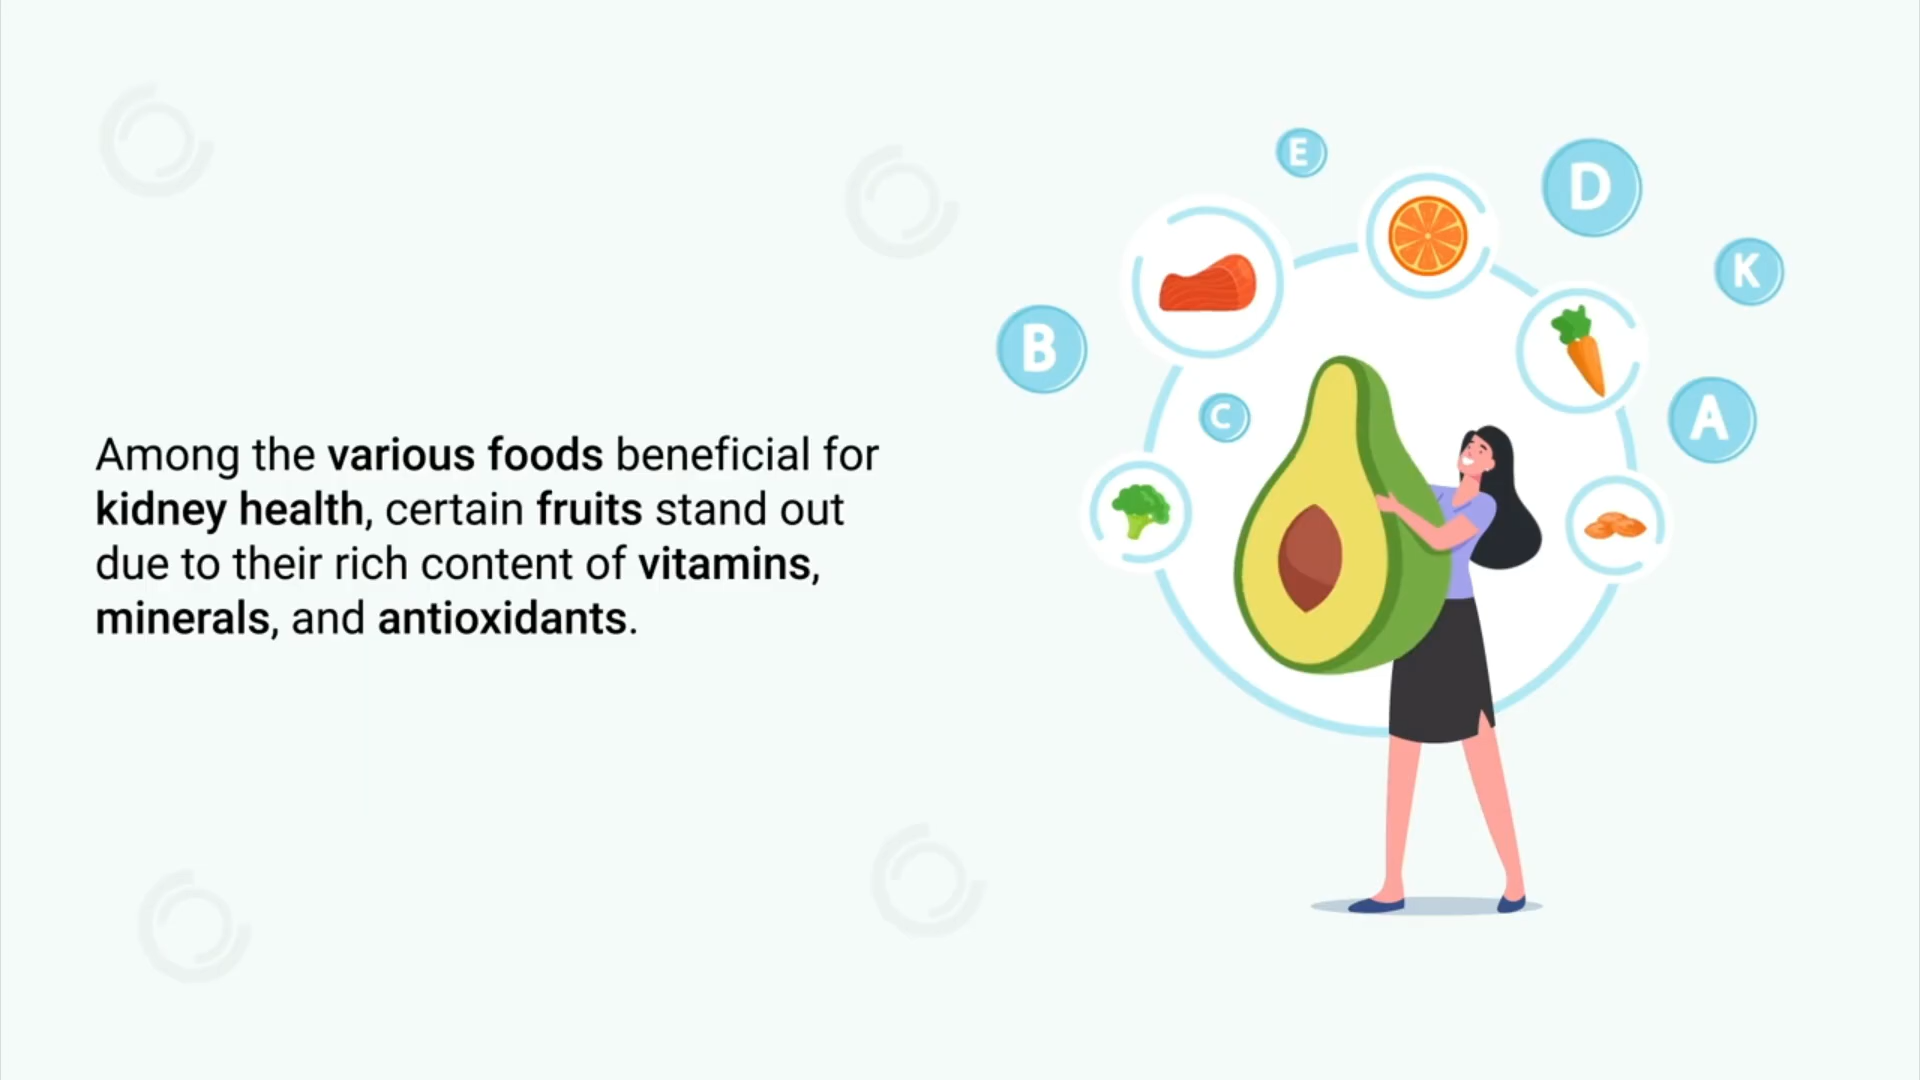 Among the various foods beneficial for
kidney health, certain fruits stand out
due to their rich content of vitamins,
minerals, and antioxidants.
E
D
K
B
C
A